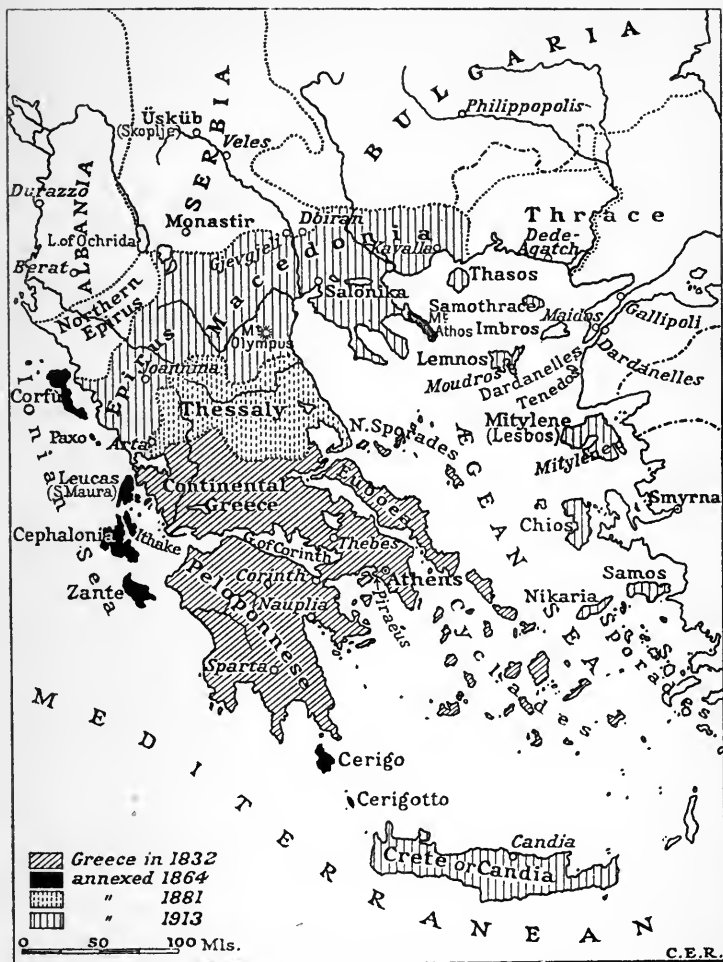 BULGARIA
SERBIA
Üsküb
(Skoplje)
Veles
Philippopolis
Durazzo
ALBANIA
Monastir
L. of Ochrida
Berat
Doiran
Gjevgjeli
Thrace
Dede-
Agatch
Kavalla
Macedonia
Northern
Epirus
Salonika
Thasos
Samothrace
Mt
Athos
Imbros
Maidos
Gallipoli
Mt
Olympus
Lemnos
Moudros
Dardanelles
Dardanelles
Tenedos
Epirus
Joannina
Corfu
Thessaly
Paxo
Arta
N. Sporades
Mitylene
(Lesbos)
Mitylene
Ionian Sea
Leucas
(S. Maura)
Continental
Greece
Euboea
ÆGEAN SEA
Smyrna
Chios
Cephalonia
Ithake
G. of Corinth
Thebes
Zante
Peloponnese
Corinth
Athens
Piraeus
Nauplia
Samos
Nikaria
Cyclades
So. Sporades
Sparta
MEDITERRANEAN
Cerigo
Cerigotto
Candia
Crete or Candia
Greece in 1832
annexed 1864
" 1881
" 1913
0 50 100 Mls.
C.E.R.